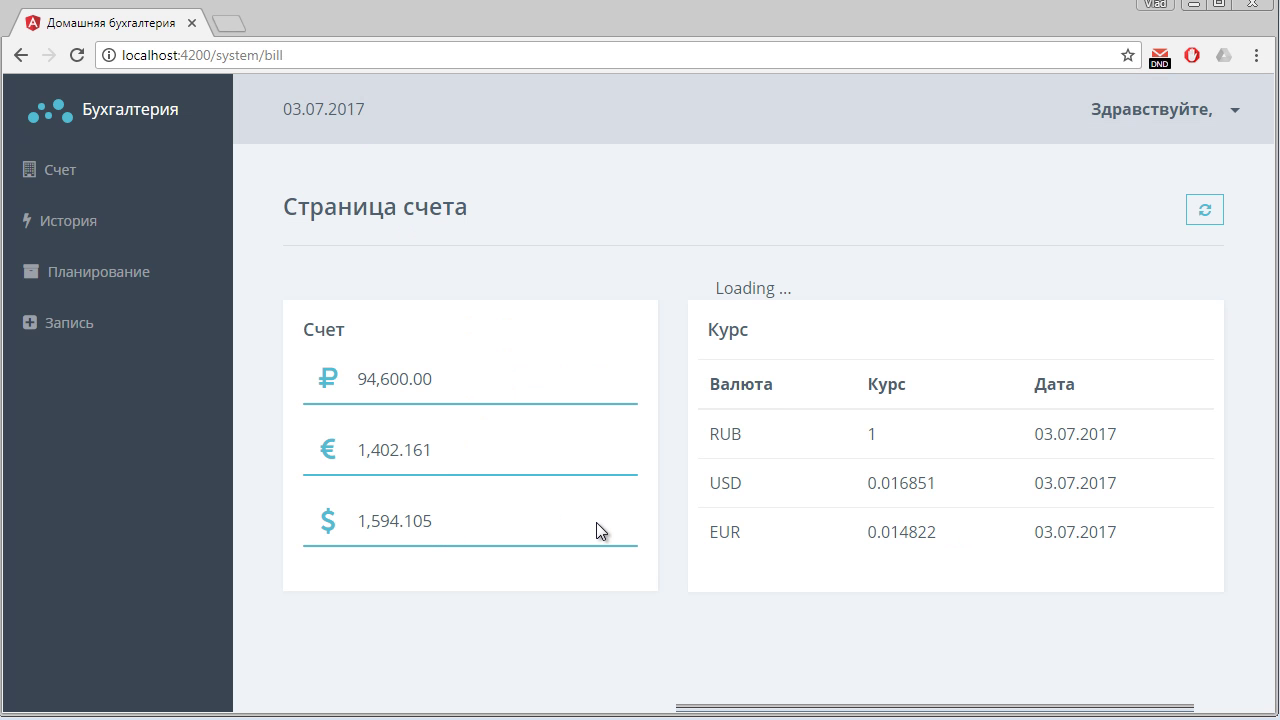 Vlad
Домашняя бухгалтерия
localhost:4200/system/bill
DND
Бухгалтерия
03.07.2017
Здравствуйте,
Счет
История
Планирование
Запись
Страница счета
Loading ...
Счет
94,600.00
€ 1,402.161
$ 1,594.105
Курс
Валюта Курс Дата
RUB 1 03.07.2017
USD 0.016851 03.07.2017
EUR 0.014822 03.07.2017